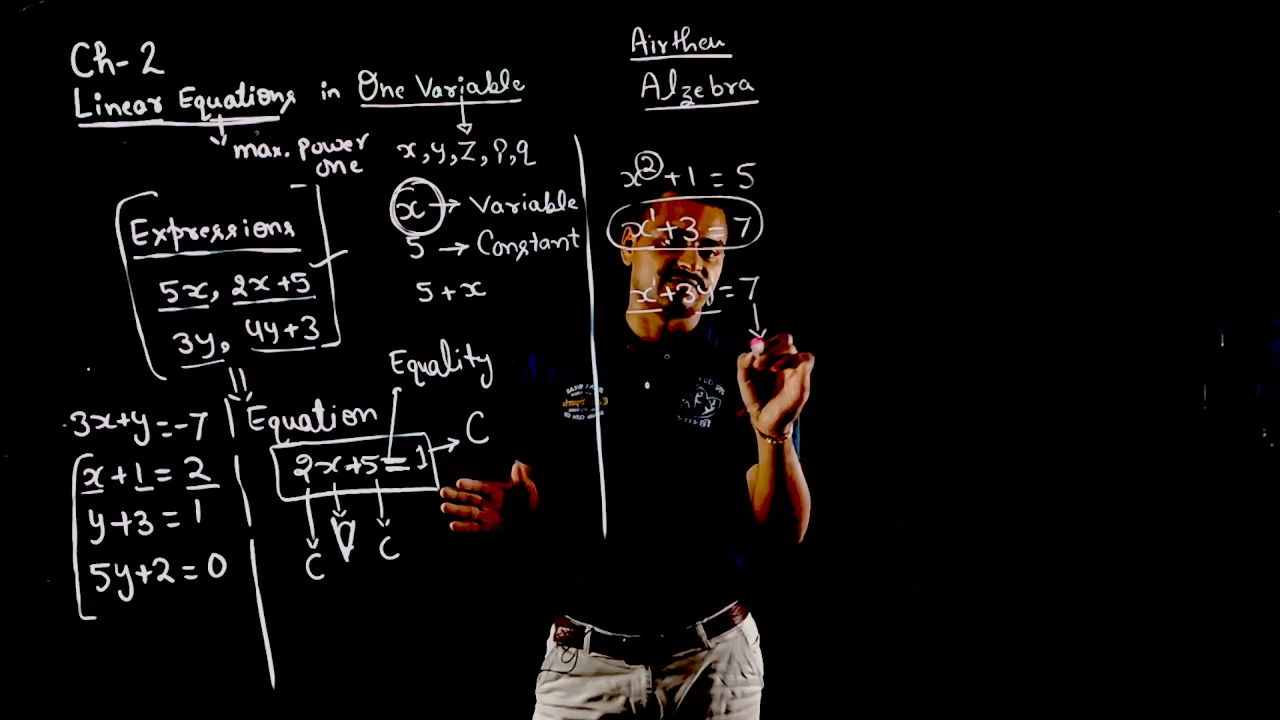 Ch-2
Linear Equations in One Variable
max. power
one
x, y, z, p, q
x → Variable
5 → Constant
5+x
Expressions
5x, 2x+5
3y, 4y+3
Equality
Equation
2x+5=1 → C
C V C
3x+y=-7
x+1=2
y+3=1
5y+2=0
Airtheu
Alzebra
x²+1=5
x¹+3=7
x¹+3y=7